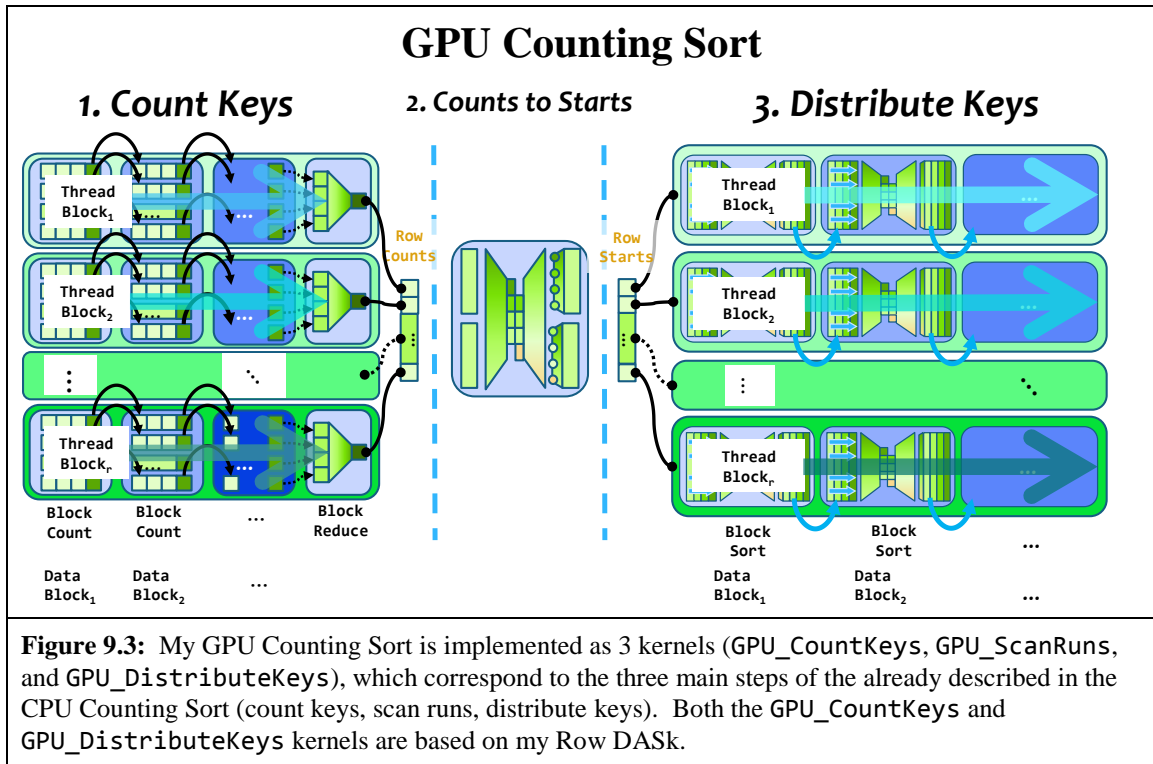 GPU Counting Sort
1. Count Keys
2. Counts to Starts
3. Distribute Keys
Thread
Block₁
...
...
Row
Counts
Row
Starts
Thread
Block₁
...
Thread
Block₂
...
...
Thread
Block₂
...
⋮
⋱
⋮
⋮
⋮
⋱
Thread
Blockᵣ
...
...
Thread
Blockᵣ
...
Block
Count
Block
Count
...
Block
Reduce
Block
Sort
Block
Sort
...
Data
Block₁
Data
Block₂
...
Data
Block₁
Data
Block₂
...
Figure 9.3: My GPU Counting Sort is implemented as 3 kernels (GPU_CountKeys, GPU_ScanRuns,
and GPU_DistributeKeys), which correspond to the three main steps of the already described in the
CPU Counting Sort (count keys, scan runs, distribute keys). Both the GPU_CountKeys and
GPU_DistributeKeys kernels are based on my Row DASk.